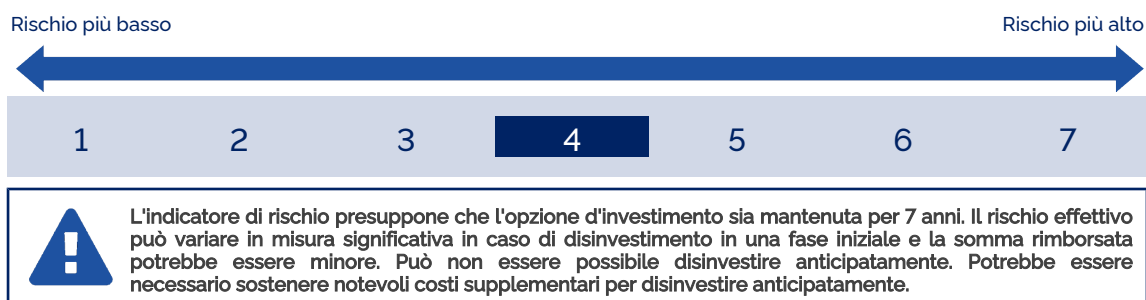 Rischio più basso Rischio più alto
1 2 3 4 5 6 7
L'indicatore di rischio presuppone che l'opzione d'investimento sia mantenuta per 7 anni. Il rischio effettivo
può variare in misura significativa in caso di disinvestimento in una fase iniziale e la somma rimborsata
potrebbe essere minore. Può non essere possibile disinvestire anticipatamente. Potrebbe essere
necessario sostenere notevoli costi supplementari per disinvestire anticipatamente.